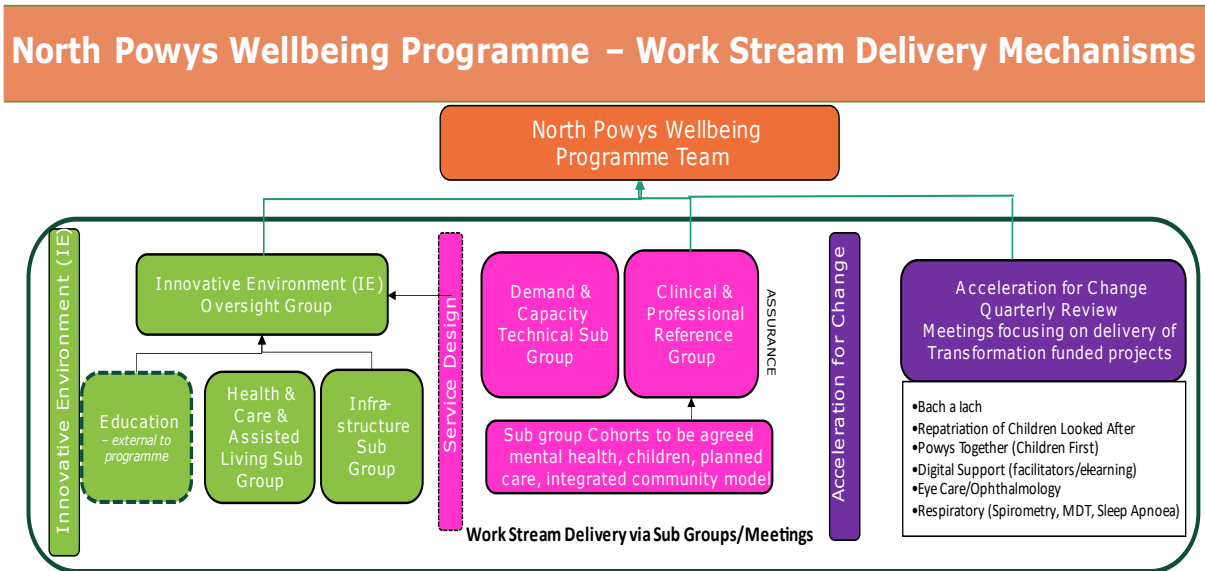 North Powys Wellbeing Programme – Work Stream Delivery Mechanisms
North Powys Wellbeing
Programme Team
Innovative Environment (IE)
Innovative Environment (IE)
Oversight Group
Education
– external to
programme
Health &
Care &
Assisted
Living Sub
Group
Infra-
structure
Sub
Group
Service Design
Demand &
Capacity
Technical Sub
Group
Clinical &
Professional
Reference
Group
ASSURANCE
Sub group Cohorts to be agreed
mental health, children, planned
care, integrated community model
Work Stream Delivery via Sub Groups/Meetings
Acceleration for Change
Acceleration for Change
Quarterly Review
Meetings focusing on delivery of
Transformation funded projects
•Bach a Iach
•Repatriation of Children Looked After
•Powys Together (Children First)
•Digital Support (facilitators/elearning)
•Eye Care/Ophthalmology
•Respiratory (Spirometry, MDT, Sleep Apnoea)